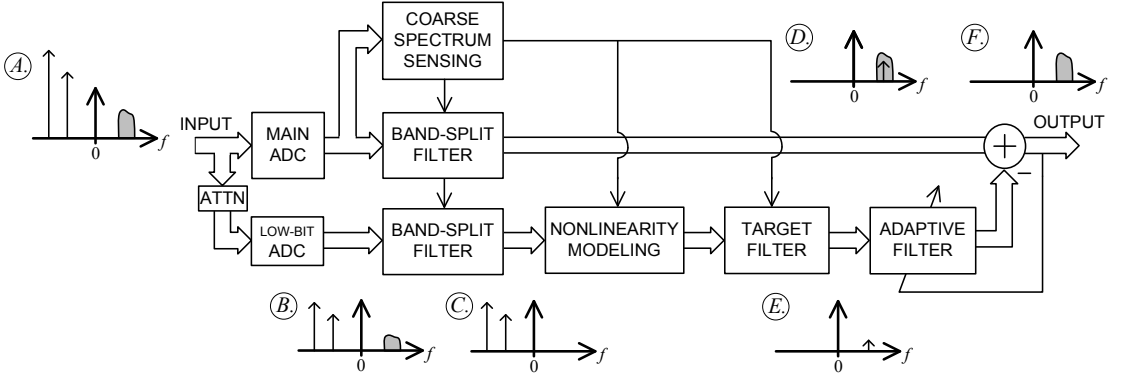 COARSE
SPECTRUM
SENSING
D.
F.
A.
f
0
f
0
f
0
INPUT
MAIN
ADC
BAND-SPLIT
FILTER
+
OUTPUT
−
ATTN
LOW-BIT
ADC
BAND-SPLIT
FILTER
NONLINEARITY
MODELING
TARGET
FILTER
ADAPTIVE
FILTER
B.
f
0
C.
f
0
E.
f
0